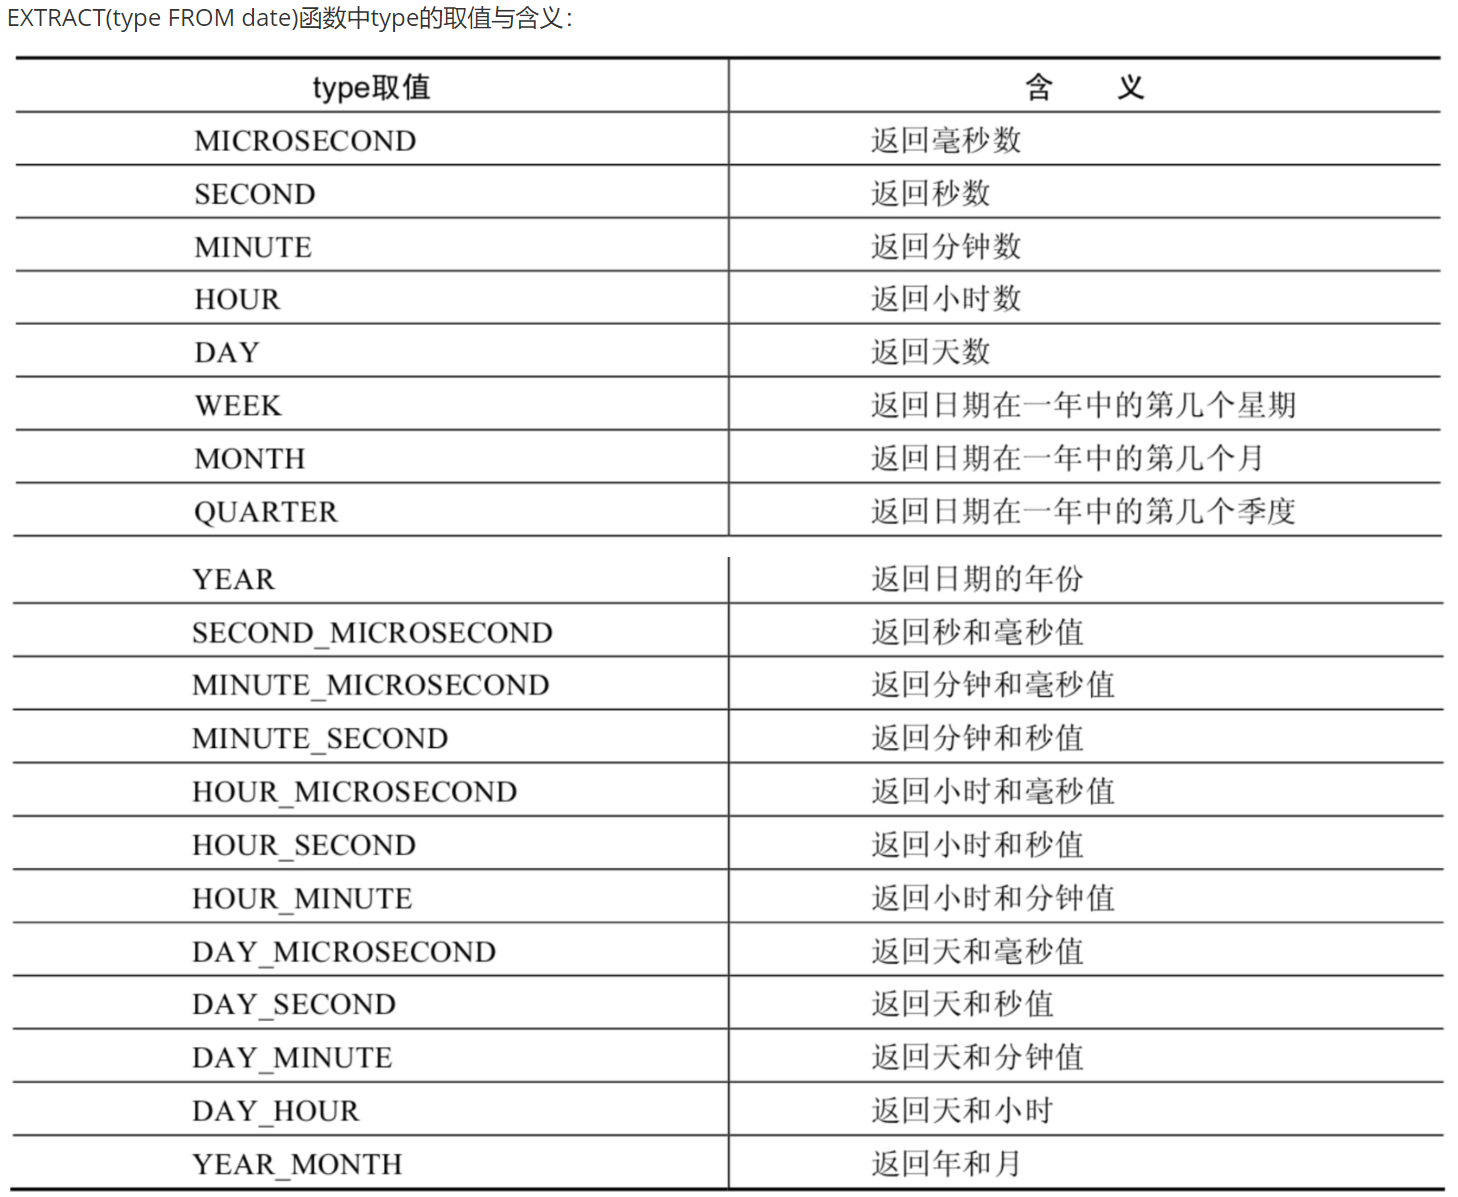 EXTRACT(type FROM date)函数中type的取值与含义：
type取值 含 义
MICROSECOND 返回毫秒数
SECOND 返回秒数
MINUTE 返回分钟数
HOUR 返回小时数
DAY 返回天数
WEEK 返回日期在一年中的第几个星期
MONTH 返回日期在一年中的第几个月
QUARTER 返回日期在一年中的第几个季度
YEAR 返回日期的年份
SECOND_MICROSECOND 返回秒和毫秒值
MINUTE_MICROSECOND 返回分钟和毫秒值
MINUTE_SECOND 返回分钟和秒值
HOUR_MICROSECOND 返回小时和毫秒值
HOUR_SECOND 返回小时和秒值
HOUR_MINUTE 返回小时和分钟值
DAY_MICROSECOND 返回天和毫秒值
DAY_SECOND 返回天和秒值
DAY_MINUTE 返回天和分钟值
DAY_HOUR 返回天和小时
YEAR_MONTH 返回年和月